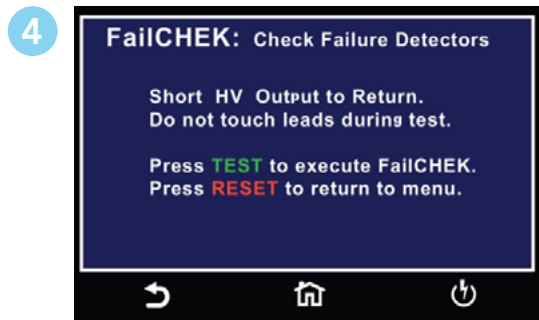 4
FailCHEK: Check Failure Detectors
Short HV Output to Return.
Do not touch leads during test.
Press TEST to execute FailCHEK.
Press RESET to return to menu.